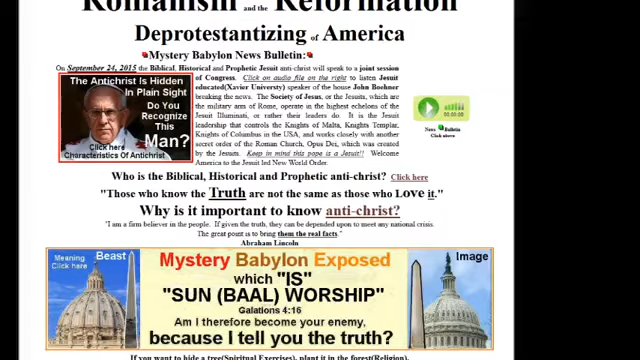 Romanism and the Reformation
Deprotestantizing of America
Mystery Babylon News Bulletin:
On September 24, 2015 the Biblical, Historical and Prophetic Jesuit anti-christ will speak to a joint session
of Congress. Click on audio file on the right to listen Jesuit
educated(Xavier Univeristy) speaker of the house John Boehner
breaking the news. The Society of Jesus, or the Jesuits, which are
the military arm of Rome, operate in the highest echelons of the
Jesuit Illuminati, or rather their leaders do. It is the Jesuit
leadership that controls the Knights of Malta, Knights Templar,
Knights of Columbus in the USA, and works closely with another
secret order of the Roman Church, Opus Dei, which was created
by the Jesuits. Keep in mind this pope is a Jesuit!! Welcome
America to the Jesuit led New World Order.
The Antichrist Is Hidden
In Plain Sight
Do You
Recognize
This
Man?
Click here
Characteristics Of Antichrist
00:00:00
News Bulletin
Click above
Who is the Biblical, Historical and Prophetic anti-christ? Click here
"Those who know the Truth are not the same as those who Love it."
Why is it important to know anti-christ?
"I am a firm believer in the people. If given the truth, they can be depended upon to meet any national crisis.
The great point is to bring them the real facts."
Abraham Lincoln
Meaning
Click here
Beast
Mystery Babylon Exposed
which "IS"
"SUN (BAAL) WORSHIP"
Galations 4:16
Am I therefore become your enemy,
because I tell you the truth?
Image
If you want to hide a tree(Spiritual Exercises), plant it in the forest(Religion).